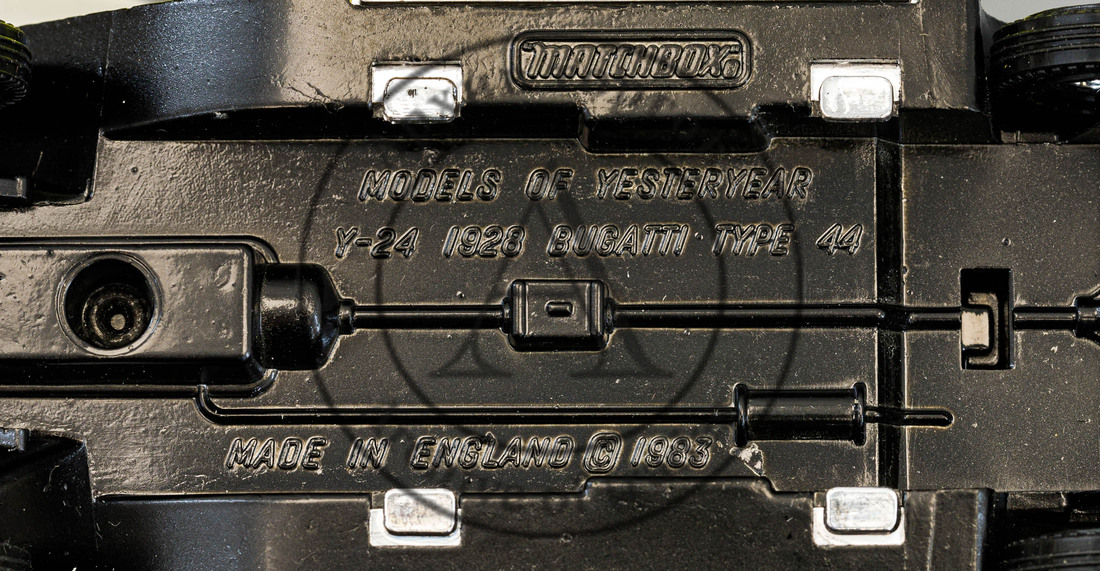 MATCHBOX®
MODELS OF YESTERYEAR
Y-24 1928 BUGATTI · TYPE 44
MADE IN ENGLAND © 1983
A